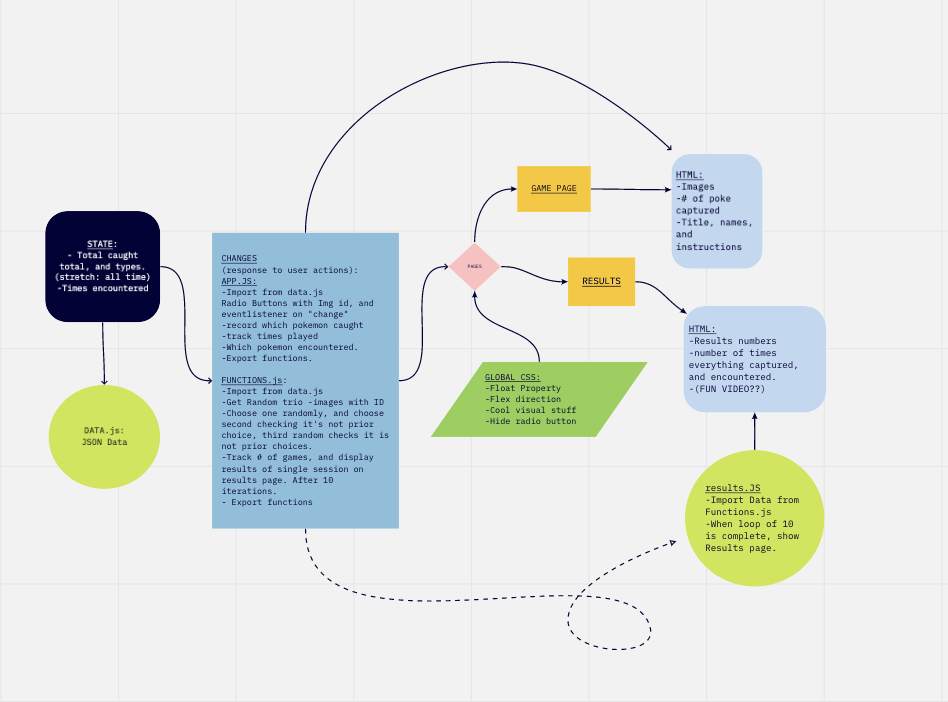 STATE:
- Total caught
total, and types.
(stretch: all time)
-Times encountered
DATA.js:
JSON Data
CHANGES
(response to user actions):
APP.JS:
-Import from data.js
Radio Buttons with Img id, and
eventlistener on "change"
-record which pokemon caught
-track times played
-Which pokemon encountered.
-Export functions.
FUNCTIONS.js:
-Import from data.js
-Get Random trio -images with ID
-Choose one randomly, and choose
second checking it's not prior
choice, third random checks it is
not prior choices.
-Track # of games, and display
results of single session on
results page. After 10
iterations.
- Export functions
PAGES
GAME PAGE
RESULTS
GLOBAL CSS:
-Float Property
-Flex direction
-Cool visual stuff
-Hide radio button
HTML:
-Images
-# of poke
captured
-Title, names,
and
instructions
HTML:
-Results numbers
-number of times
everything captured,
and encountered.
-(FUN VIDEO??)
results.JS
-Import Data from
Functions.js
-When loop of 10
is complete, show
Results page.